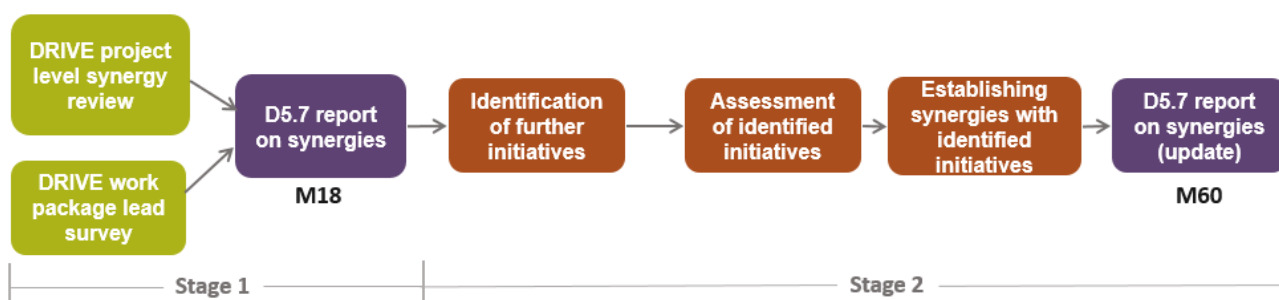 DRIVE project
level synergy
review
DRIVE work
package lead
survey
D5.7 report
on synergies
M18
Identification
of further
initiatives
Assessment
of identified
initiatives
Establishing
synergies with
identified
initiatives
D5.7 report
on synergies
(update)
M60
Stage 1
Stage 2